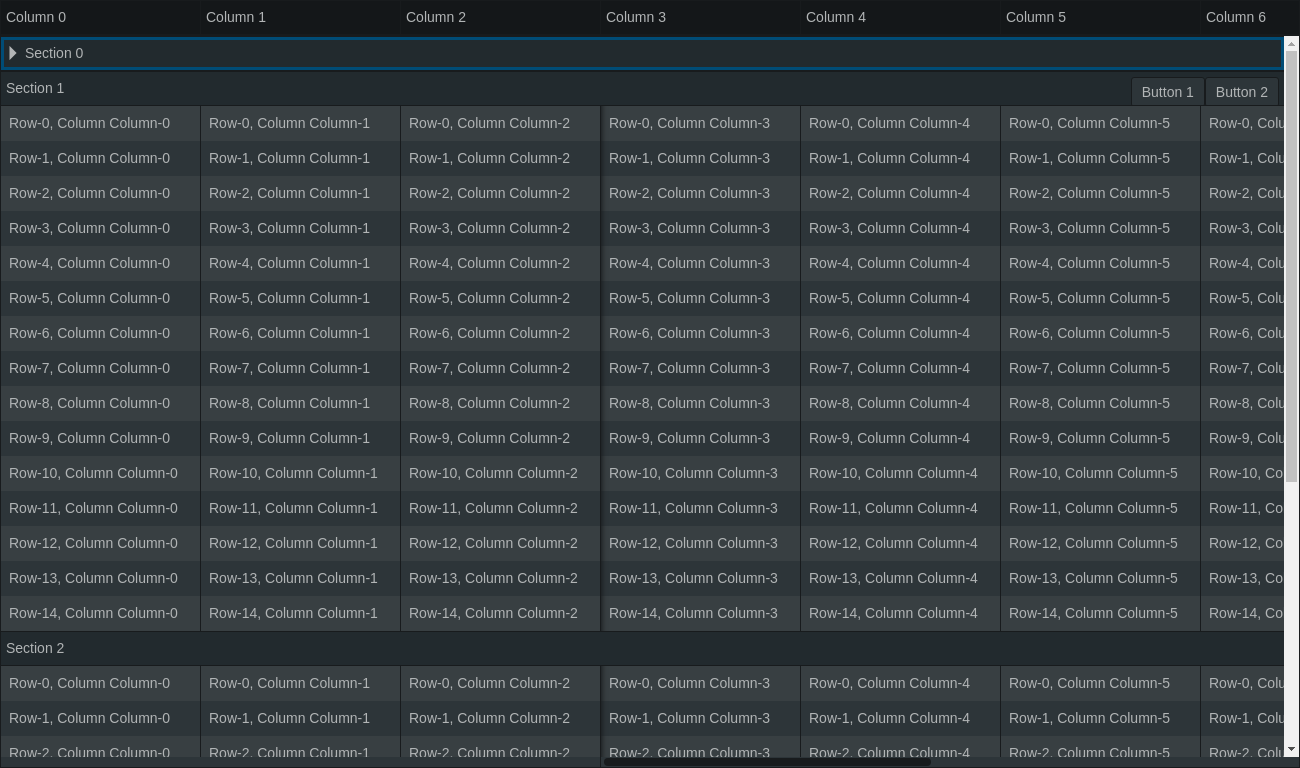 Column 0 Column 1 Column 2 Column 3 Column 4 Column 5 Column 6
Section 0
Section 1 Button 1 Button 2
Row-0, Column Column-0 Row-0, Column Column-1 Row-0, Column Column-2 Row-0, Column Column-3 Row-0, Column Column-4 Row-0, Column Column-5 Row-0, Colu
Row-1, Column Column-0 Row-1, Column Column-1 Row-1, Column Column-2 Row-1, Column Column-3 Row-1, Column Column-4 Row-1, Column Column-5 Row-1, Colu
Row-2, Column Column-0 Row-2, Column Column-1 Row-2, Column Column-2 Row-2, Column Column-3 Row-2, Column Column-4 Row-2, Column Column-5 Row-2, Colu
Row-3, Column Column-0 Row-3, Column Column-1 Row-3, Column Column-2 Row-3, Column Column-3 Row-3, Column Column-4 Row-3, Column Column-5 Row-3, Colu
Row-4, Column Column-0 Row-4, Column Column-1 Row-4, Column Column-2 Row-4, Column Column-3 Row-4, Column Column-4 Row-4, Column Column-5 Row-4, Colu
Row-5, Column Column-0 Row-5, Column Column-1 Row-5, Column Column-2 Row-5, Column Column-3 Row-5, Column Column-4 Row-5, Column Column-5 Row-5, Colu
Row-6, Column Column-0 Row-6, Column Column-1 Row-6, Column Column-2 Row-6, Column Column-3 Row-6, Column Column-4 Row-6, Column Column-5 Row-6, Colu
Row-7, Column Column-0 Row-7, Column Column-1 Row-7, Column Column-2 Row-7, Column Column-3 Row-7, Column Column-4 Row-7, Column Column-5 Row-7, Colu
Row-8, Column Column-0 Row-8, Column Column-1 Row-8, Column Column-2 Row-8, Column Column-3 Row-8, Column Column-4 Row-8, Column Column-5 Row-8, Colu
Row-9, Column Column-0 Row-9, Column Column-1 Row-9, Column Column-2 Row-9, Column Column-3 Row-9, Column Column-4 Row-9, Column Column-5 Row-9, Colu
Row-10, Column Column-0 Row-10, Column Column-1 Row-10, Column Column-2 Row-10, Column Column-3 Row-10, Column Column-4 Row-10, Column Column-5 Row-10, Co
Row-11, Column Column-0 Row-11, Column Column-1 Row-11, Column Column-2 Row-11, Column Column-3 Row-11, Column Column-4 Row-11, Column Column-5 Row-11, Co
Row-12, Column Column-0 Row-12, Column Column-1 Row-12, Column Column-2 Row-12, Column Column-3 Row-12, Column Column-4 Row-12, Column Column-5 Row-12, Co
Row-13, Column Column-0 Row-13, Column Column-1 Row-13, Column Column-2 Row-13, Column Column-3 Row-13, Column Column-4 Row-13, Column Column-5 Row-13, Co
Row-14, Column Column-0 Row-14, Column Column-1 Row-14, Column Column-2 Row-14, Column Column-3 Row-14, Column Column-4 Row-14, Column Column-5 Row-14, Co
Section 2
Row-0, Column Column-0 Row-0, Column Column-1 Row-0, Column Column-2 Row-0, Column Column-3 Row-0, Column Column-4 Row-0, Column Column-5 Row-0, Colu
Row-1, Column Column-0 Row-1, Column Column-1 Row-1, Column Column-2 Row-1, Column Column-3 Row-1, Column Column-4 Row-1, Column Column-5 Row-1, Colu
Row-2, Column Column-0 Row-2, Column Column-1 Row-2, Column Column-2 Row-2, Column Column-3 Row-2, Column Column-4 Row-2, Column Column-5 Row-2, Colu